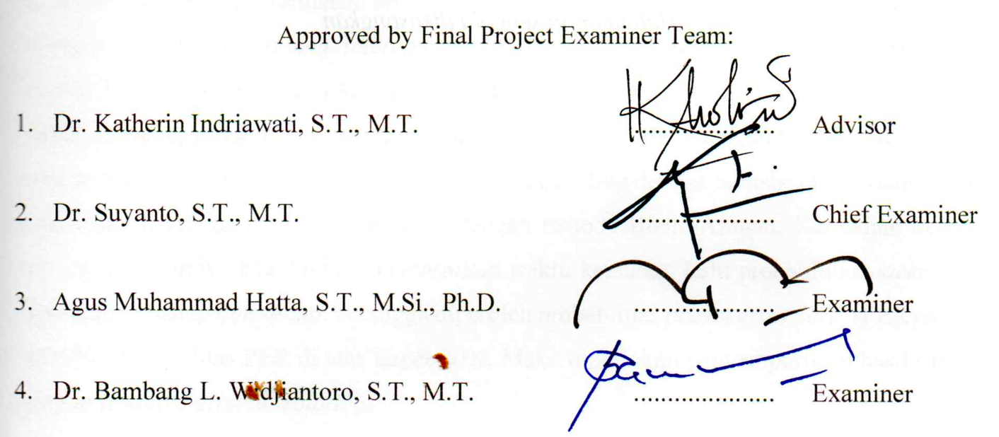 Approved by Final Project Examiner Team:
1. Dr. Katherin Indriawati, S.T., M.T. .................... Advisor
2. Dr. Suyanto, S.T., M.T. .................... Chief Examiner
3. Agus Muhammad Hatta, S.T., M.Si., Ph.D. .................... Examiner
4. Dr. Bambang L. Widjiantoro, S.T., M.T. .................... Examiner